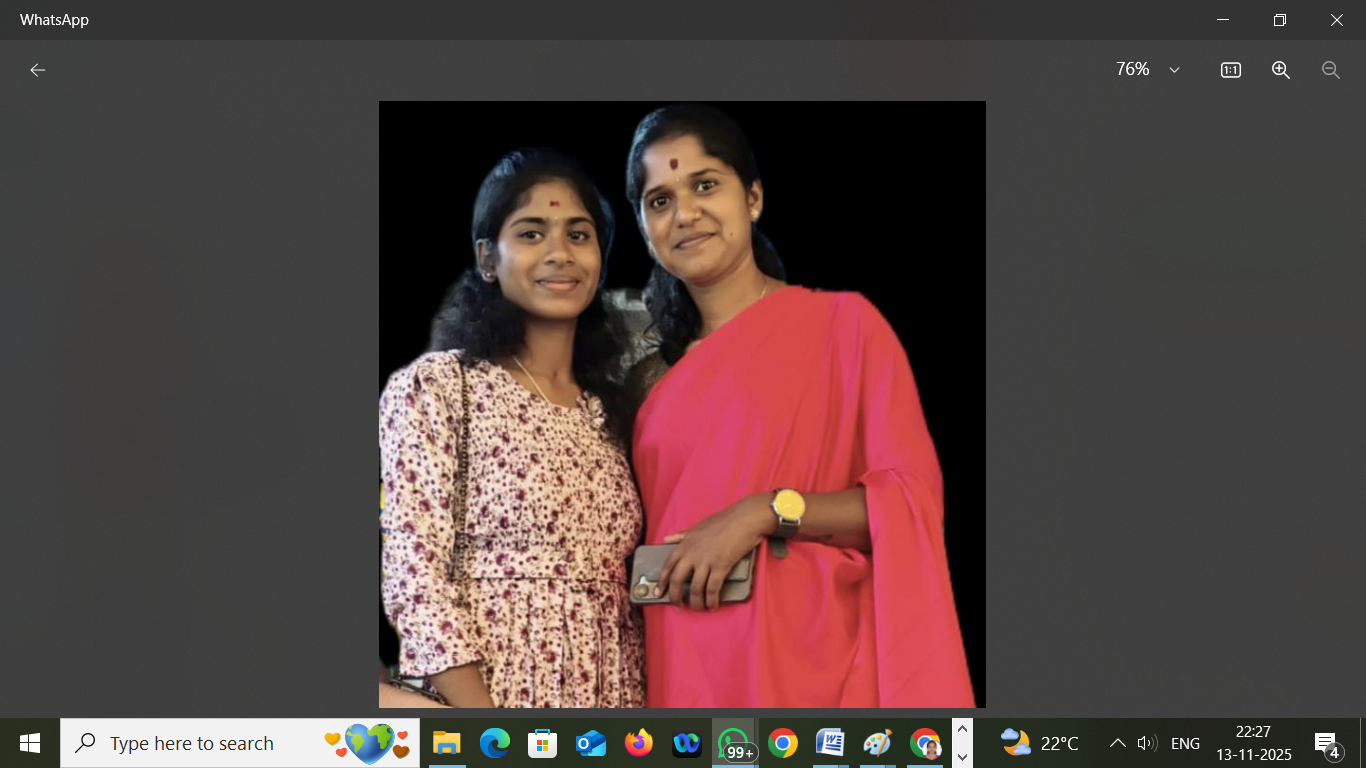 WhatsApp
76%
1:1
Type here to search
99+
22°C
ENG
22:27
13-11-2025
4